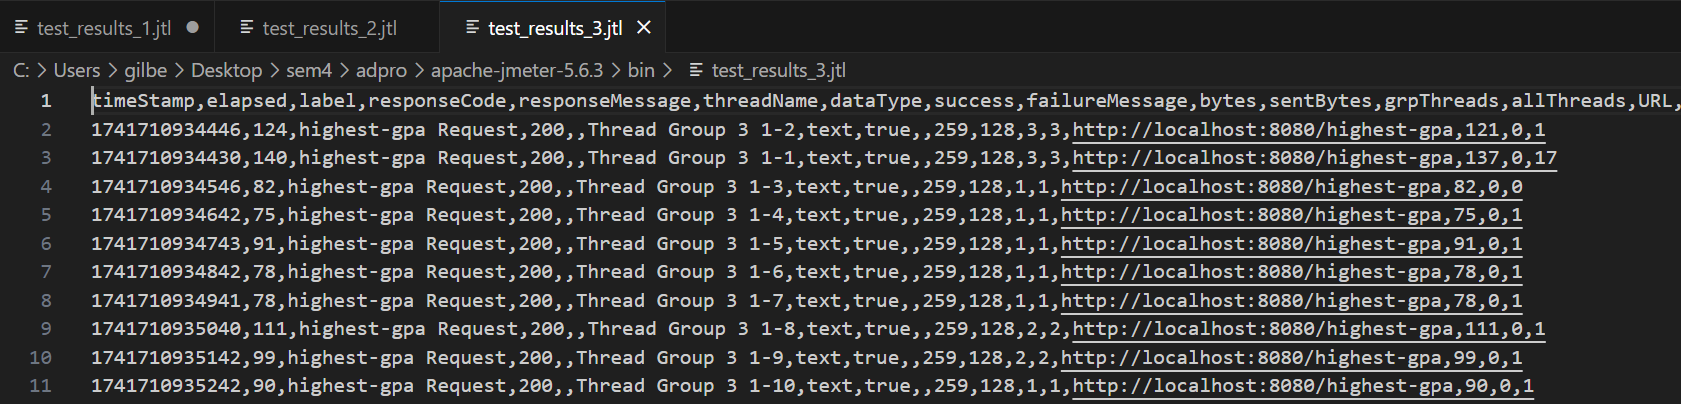 test_results_1.jtl test_results_2.jtl test_results_3.jtl
C: > Users > gilbe > Desktop > sem4 > adpro > apache-jmeter-5.6.3 > bin > test_results_3.jtl
1 timeStamp,elapsed,label,responseCode,responseMessage,threadName,dataType,success,failureMessage,bytes,sentBytes,grpThreads,allThreads,URL,
2 1741710934446,124,highest-gpa Request,200,,Thread Group 3 1-2,text,true,,259,128,3,3,http://localhost:8080/highest-gpa,121,0,1
3 1741710934430,140,highest-gpa Request,200,,Thread Group 3 1-1,text,true,,259,128,3,3,http://localhost:8080/highest-gpa,137,0,17
4 1741710934546,82,highest-gpa Request,200,,Thread Group 3 1-3,text,true,,259,128,1,1,http://localhost:8080/highest-gpa,82,0,0
5 1741710934642,75,highest-gpa Request,200,,Thread Group 3 1-4,text,true,,259,128,1,1,http://localhost:8080/highest-gpa,75,0,1
6 1741710934743,91,highest-gpa Request,200,,Thread Group 3 1-5,text,true,,259,128,1,1,http://localhost:8080/highest-gpa,91,0,1
7 1741710934842,78,highest-gpa Request,200,,Thread Group 3 1-6,text,true,,259,128,1,1,http://localhost:8080/highest-gpa,78,0,1
8 1741710934941,78,highest-gpa Request,200,,Thread Group 3 1-7,text,true,,259,128,1,1,http://localhost:8080/highest-gpa,78,0,1
9 1741710935040,111,highest-gpa Request,200,,Thread Group 3 1-8,text,true,,259,128,2,2,http://localhost:8080/highest-gpa,111,0,1
10 1741710935142,99,highest-gpa Request,200,,Thread Group 3 1-9,text,true,,259,128,2,2,http://localhost:8080/highest-gpa,99,0,1
11 1741710935242,90,highest-gpa Request,200,,Thread Group 3 1-10,text,true,,259,128,1,1,http://localhost:8080/highest-gpa,90,0,1